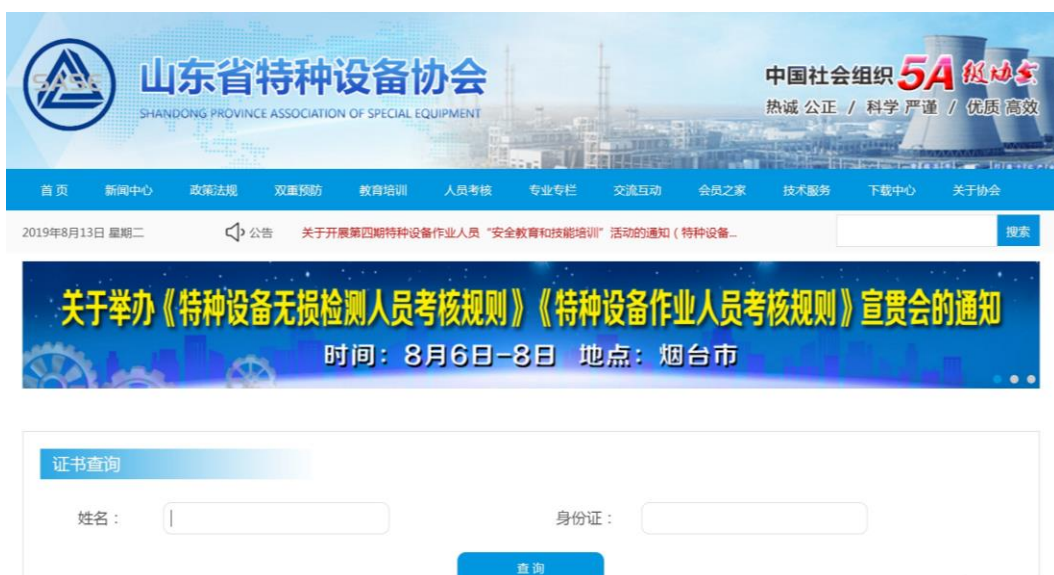 SASE
山东省特种设备协会
SHANDONG PROVINCE ASSOCIATION OF SPECIAL EQUIPMENT
中国社会组织5A级协会
热诚 公正 / 科学 严谨 / 优质 高效
首页 新闻中心 政策法规 双重预防 教育培训 人员考核 专业专栏 交流互动 会员之家 技术服务 下载中心 关于协会
2019年8月13日 星期二 公告 关于开展第四期特种设备作业人员“安全教育和技能培训”活动的通知 ( 特种设备... 搜索
关于举办《特种设备无损检测人员考核规则》《特种设备作业人员考核规则》宣贯会的通知
时间：8月6日-8日 地点：烟台市
证书查询
姓名： 身份证：
查询